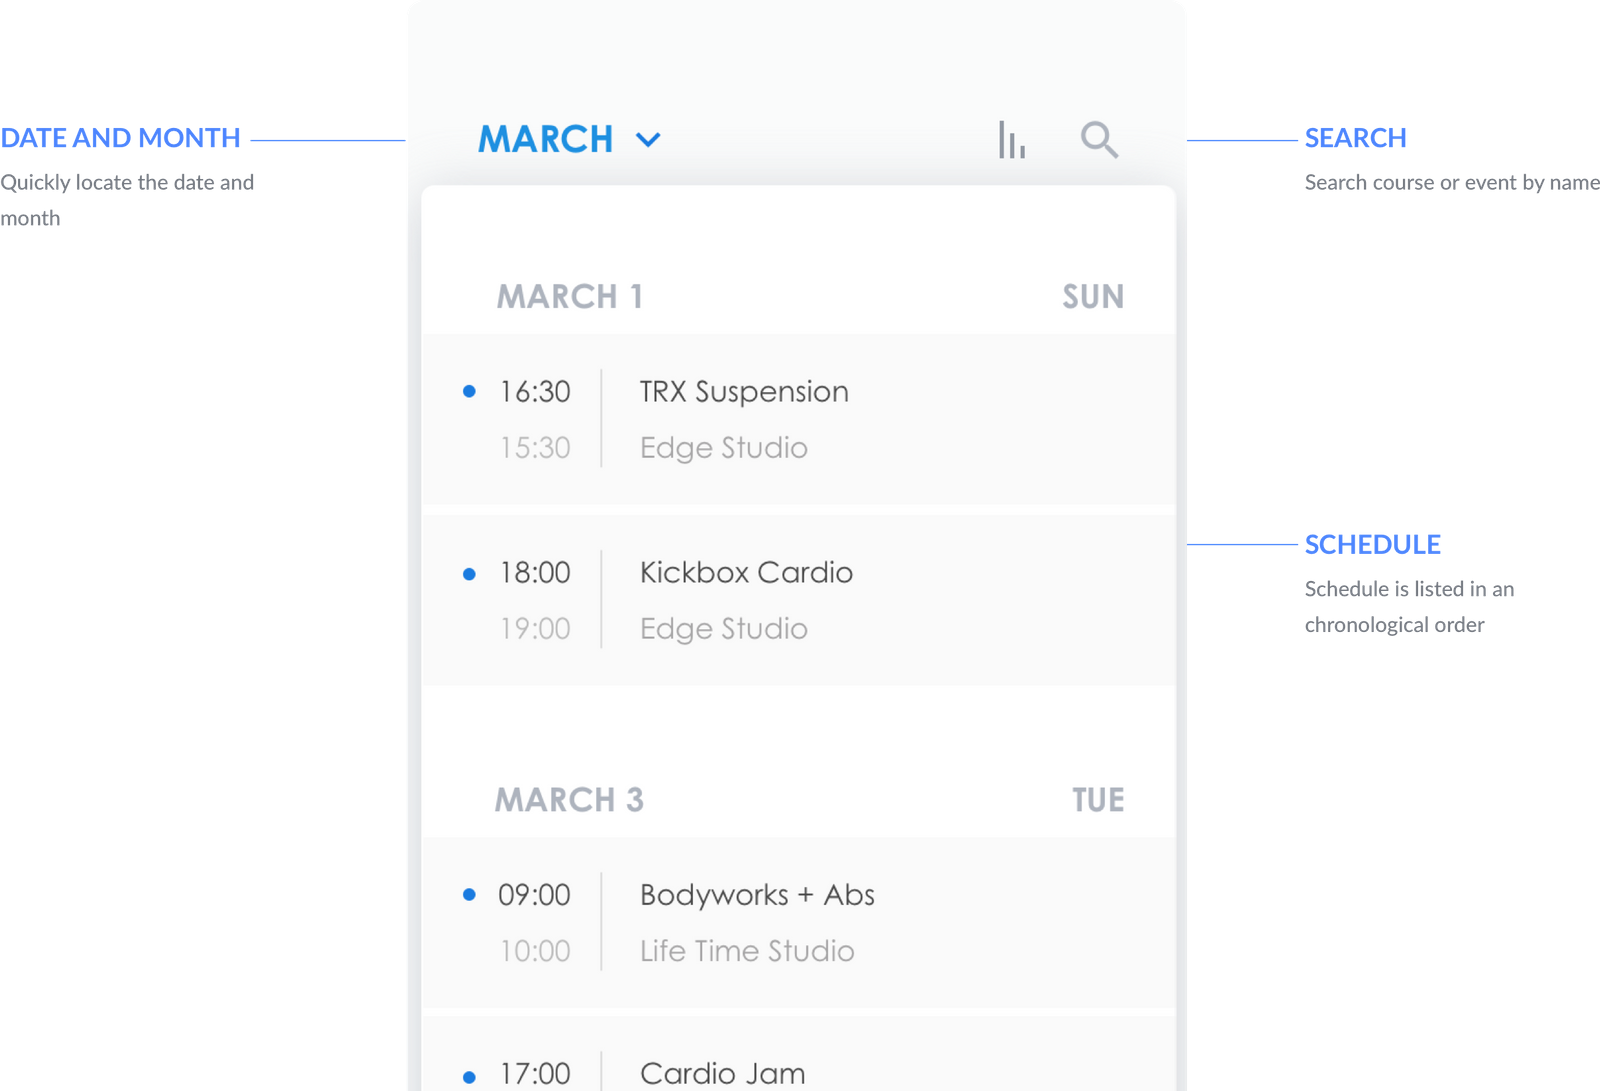 DATE AND MONTH
Quickly locate the date and
month
MARCH
SEARCH
Search course or event by name
MARCH 1 SUN
16:30 TRX Suspension
15:30 Edge Studio
18:00 Kickbox Cardio
19:00 Edge Studio
SCHEDULE
Schedule is listed in an
chronological order
MARCH 3 TUE
09:00 Bodyworks + Abs
10:00 Life Time Studio
17:00 Cardio Jam